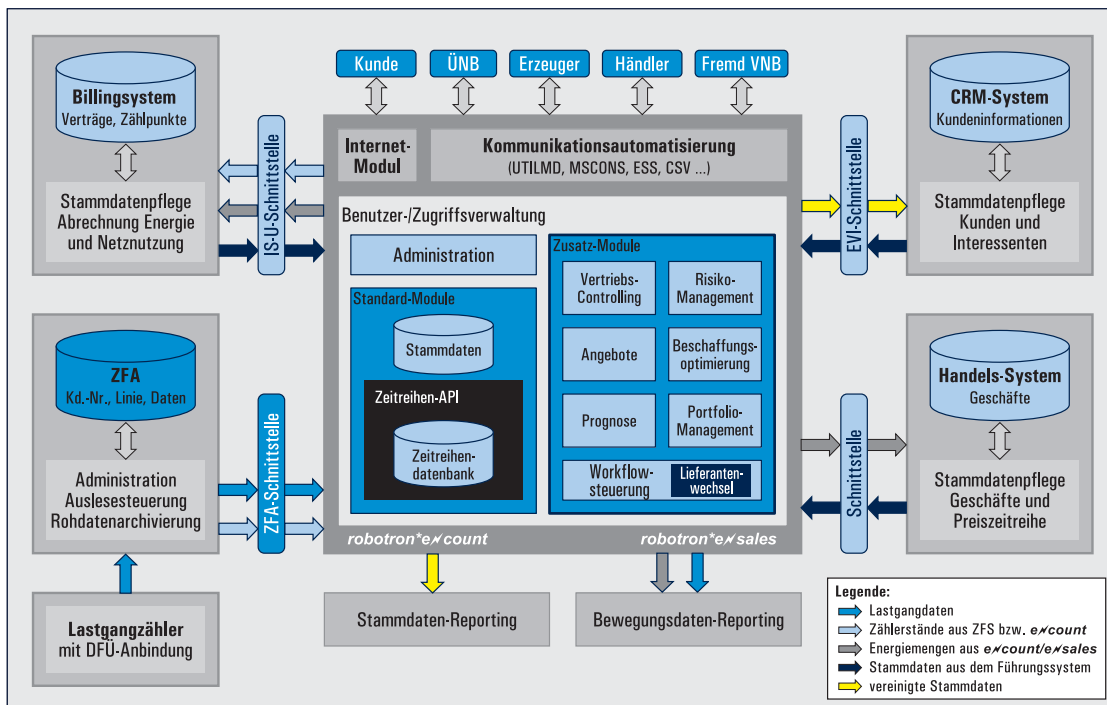 Kunde
ÜNB
Erzeuger
Händler
Fremd VNB
Billingsystem
Verträge, Zählpunkte
Stammdatenpflege
Abrechnung Energie
und Netznutzung
IS-U-Schnittstelle
Internet-
Modul
Kommunikationsautomatisierung
(UTILMD, MSCONS, ESS, CSV ...)
EVI-Schnittstelle
CRM-System
Kundeninformationen
Stammdatenpflege
Kunden und
Interessenten
Benutzer-/Zugriffsverwaltung
Administration
Standard-Module
Stammdaten
Zeitreihen-API
Zeitreihen-
datenbank
Zusatz-Module
Vertriebs-
Controlling
Risiko-
Management
Angebote
Beschaffungs-
optimierung
Prognose
Portfolio-
Management
Workflow-
steuerung
Lieferanten-
wechsel
ZFA
Kd.-Nr., Linie, Daten
Administration
Auslesesteuerung
Rohdatenarchivierung
ZFA-Schnittstelle
Handels-System
Geschäfte
Stammdatenpflege
Geschäfte und
Preiszeitreihe
Schnittstelle
robotron*e count
robotron*e sales
Lastgangzähler
mit DFÜ-Anbindung
Stammdaten-Reporting
Bewegungsdaten-Reporting
Legende:
Lastgangdaten
Zählerstände aus ZFS bzw. e count
Energiemengen aus e count/e sales
Stammdaten aus dem Führungssystem
vereinigte Stammdaten